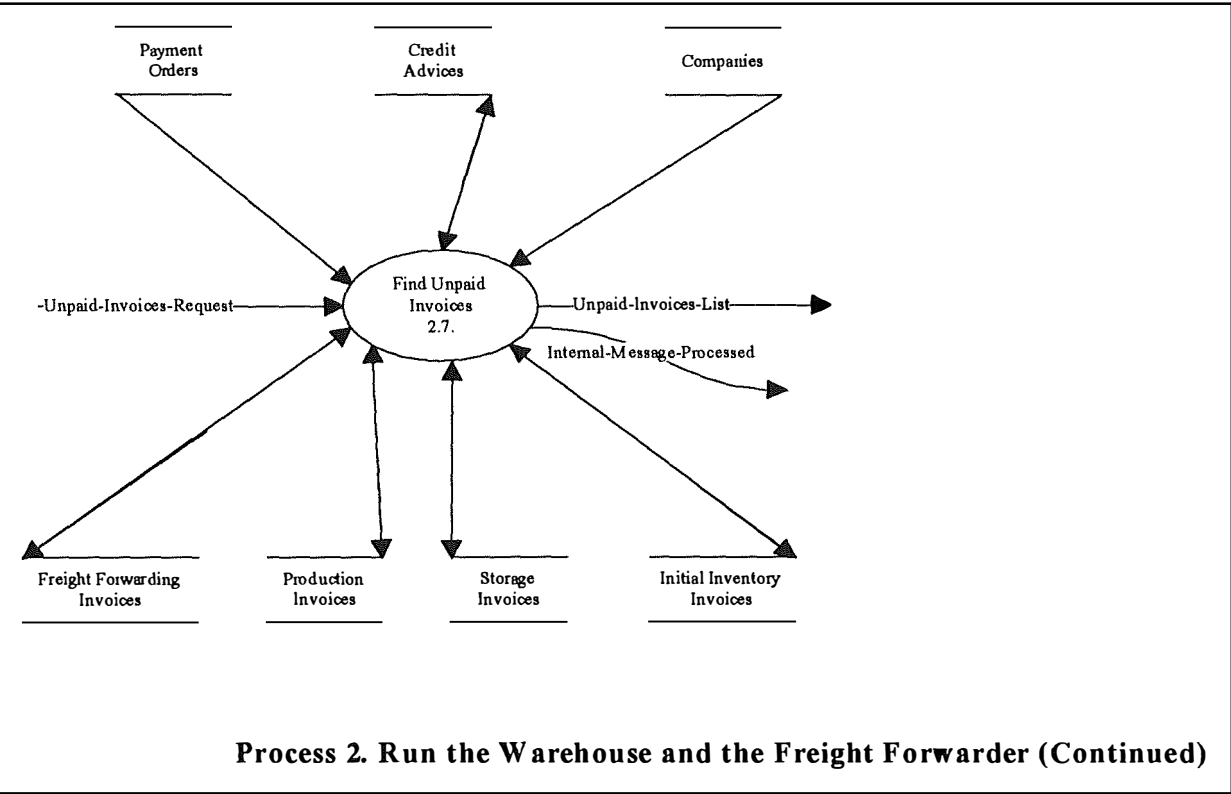 Payment
Orders
Credit
Advices
Companies
-Unpaid-Invoices-Request
Find Unpaid
Invoices
2.7.
Unpaid-Invoices-List
Internal-Message-Processed
Freight Forwarding
Invoices
Production
Invoices
Storage
Invoices
Initial Inventory
Invoices
Process 2. Run the Warehouse and the Freight Forwarder (Continued)